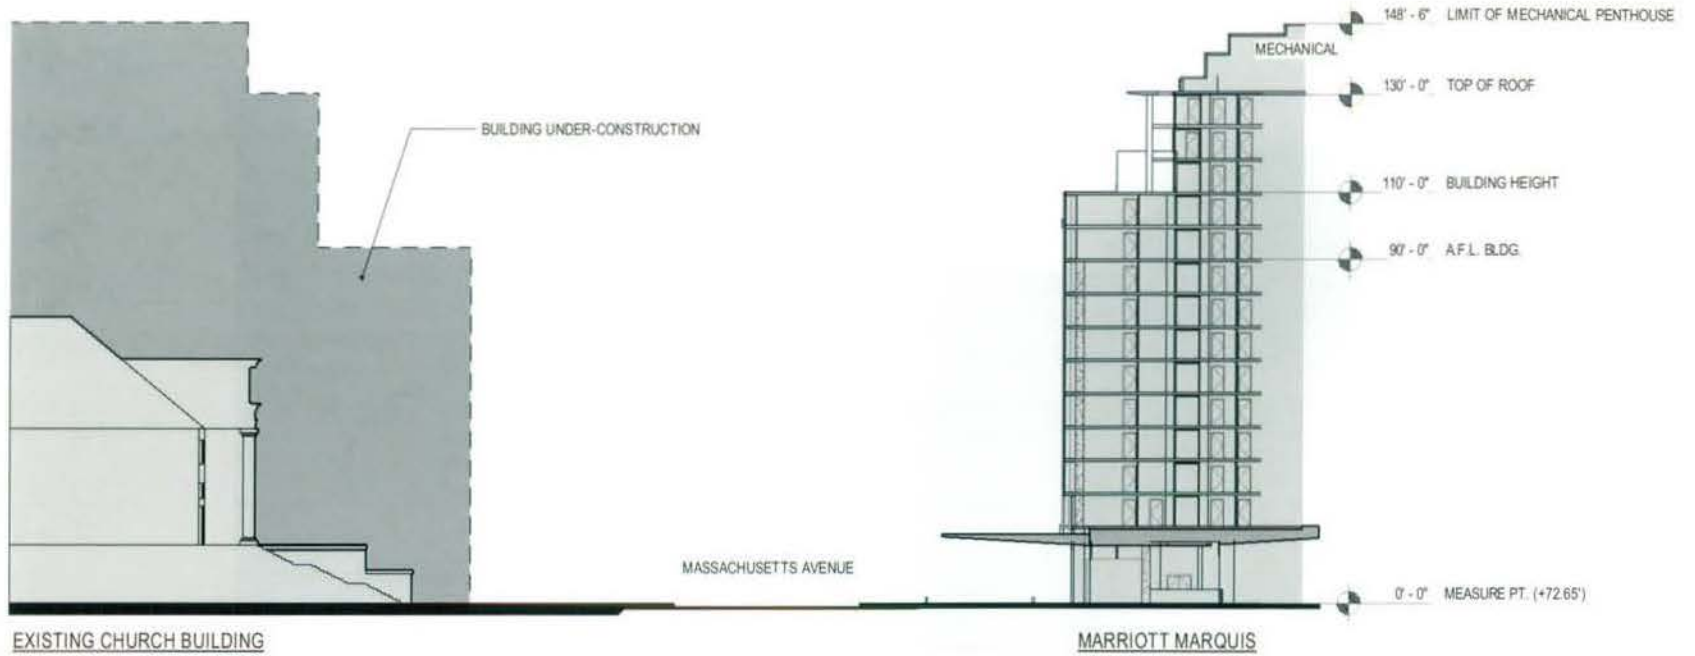 148' - 6" LIMIT OF MECHANICAL PENTHOUSE
MECHANICAL
130' - 0" TOP OF ROOF
BUILDING UNDER-CONSTRUCTION
110' - 0" BUILDING HEIGHT
90' - 0" A.F.L. BLDG.
MASSACHUSETTS AVENUE
0' - 0" MEASURE PT. (+72.65')
EXISTING CHURCH BUILDING
MARRIOTT MARQUIS